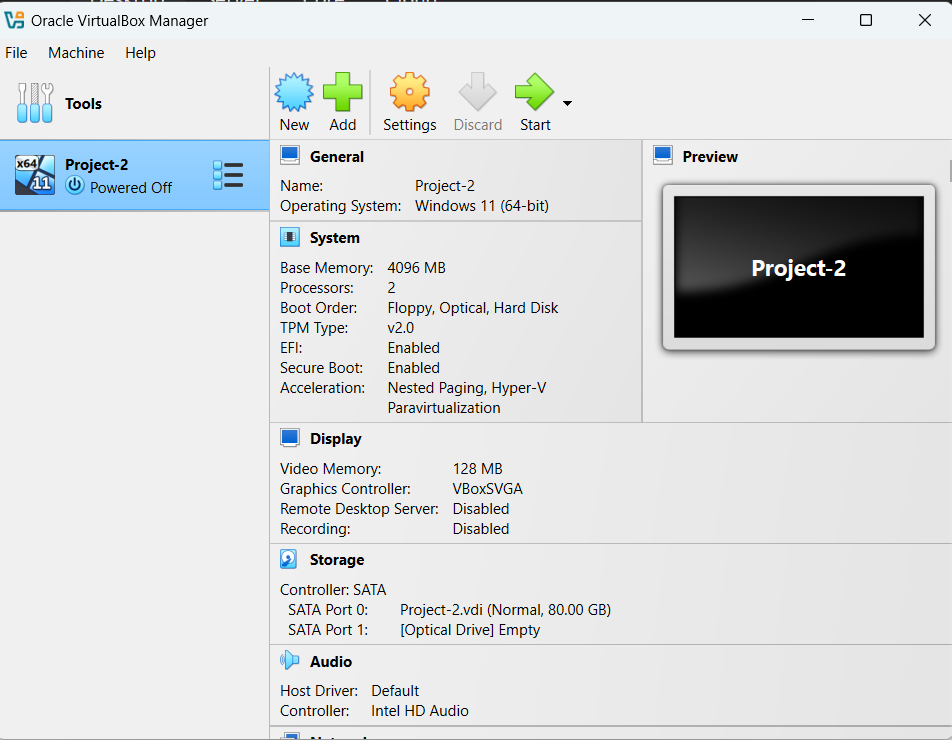 Oracle VirtualBox Manager
File Machine Help
Tools
New Add Settings Discard Start
x64
11
Project-2
Powered Off
General
Name: Project-2
Operating System: Windows 11 (64-bit)
System
Base Memory: 4096 MB
Processors: 2
Boot Order: Floppy, Optical, Hard Disk
TPM Type: v2.0
EFI: Enabled
Secure Boot: Enabled
Acceleration: Nested Paging, Hyper-V
Paravirtualization
Preview
Project-2
Display
Video Memory: 128 MB
Graphics Controller: VBoxSVGA
Remote Desktop Server: Disabled
Recording: Disabled
Storage
Controller: SATA
SATA Port 0: Project-2.vdi (Normal, 80.00 GB)
SATA Port 1: [Optical Drive] Empty
Audio
Host Driver: Default
Controller: Intel HD Audio